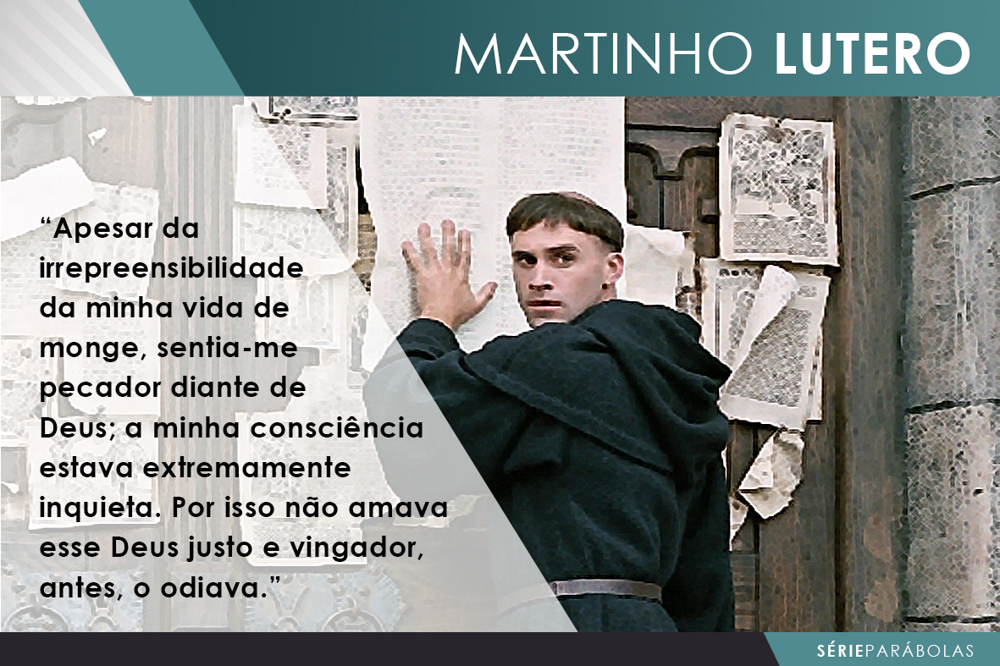 MARTINHO LUTERO
“Apesar da
irrepreensibilidade
da minha vida de
monge, sentia-me
pecador diante de
Deus; a minha consciência
estava extremamente
inquieta. Por isso não amava
esse Deus justo e vingador,
antes, o odiava.”
SÉRIEPARÁBOLAS